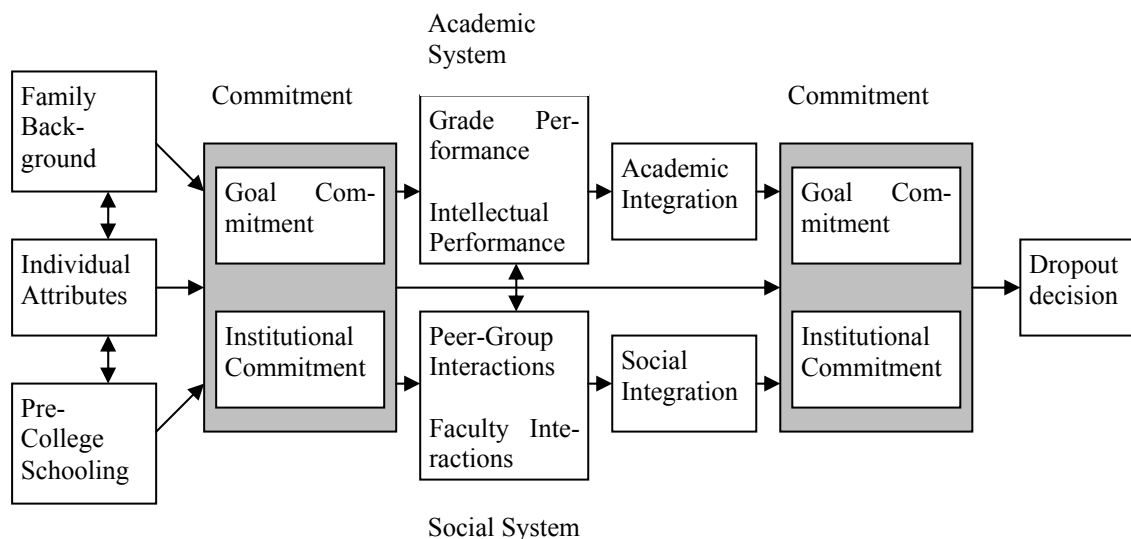 Academic
System
Family
Back-
ground
Commitment
Commitment
Grade Per-
formance
Intellectual
Performance
Goal Com-
mitment
Academic
Integration
Goal Com-
mitment
Individual
Attributes
Dropout
decision
Institutional
Commitment
Peer-Group
Interactions
Faculty Inte-
ractions
Social
Integration
Institutional
Commitment
Pre-
College
Schooling
Social System